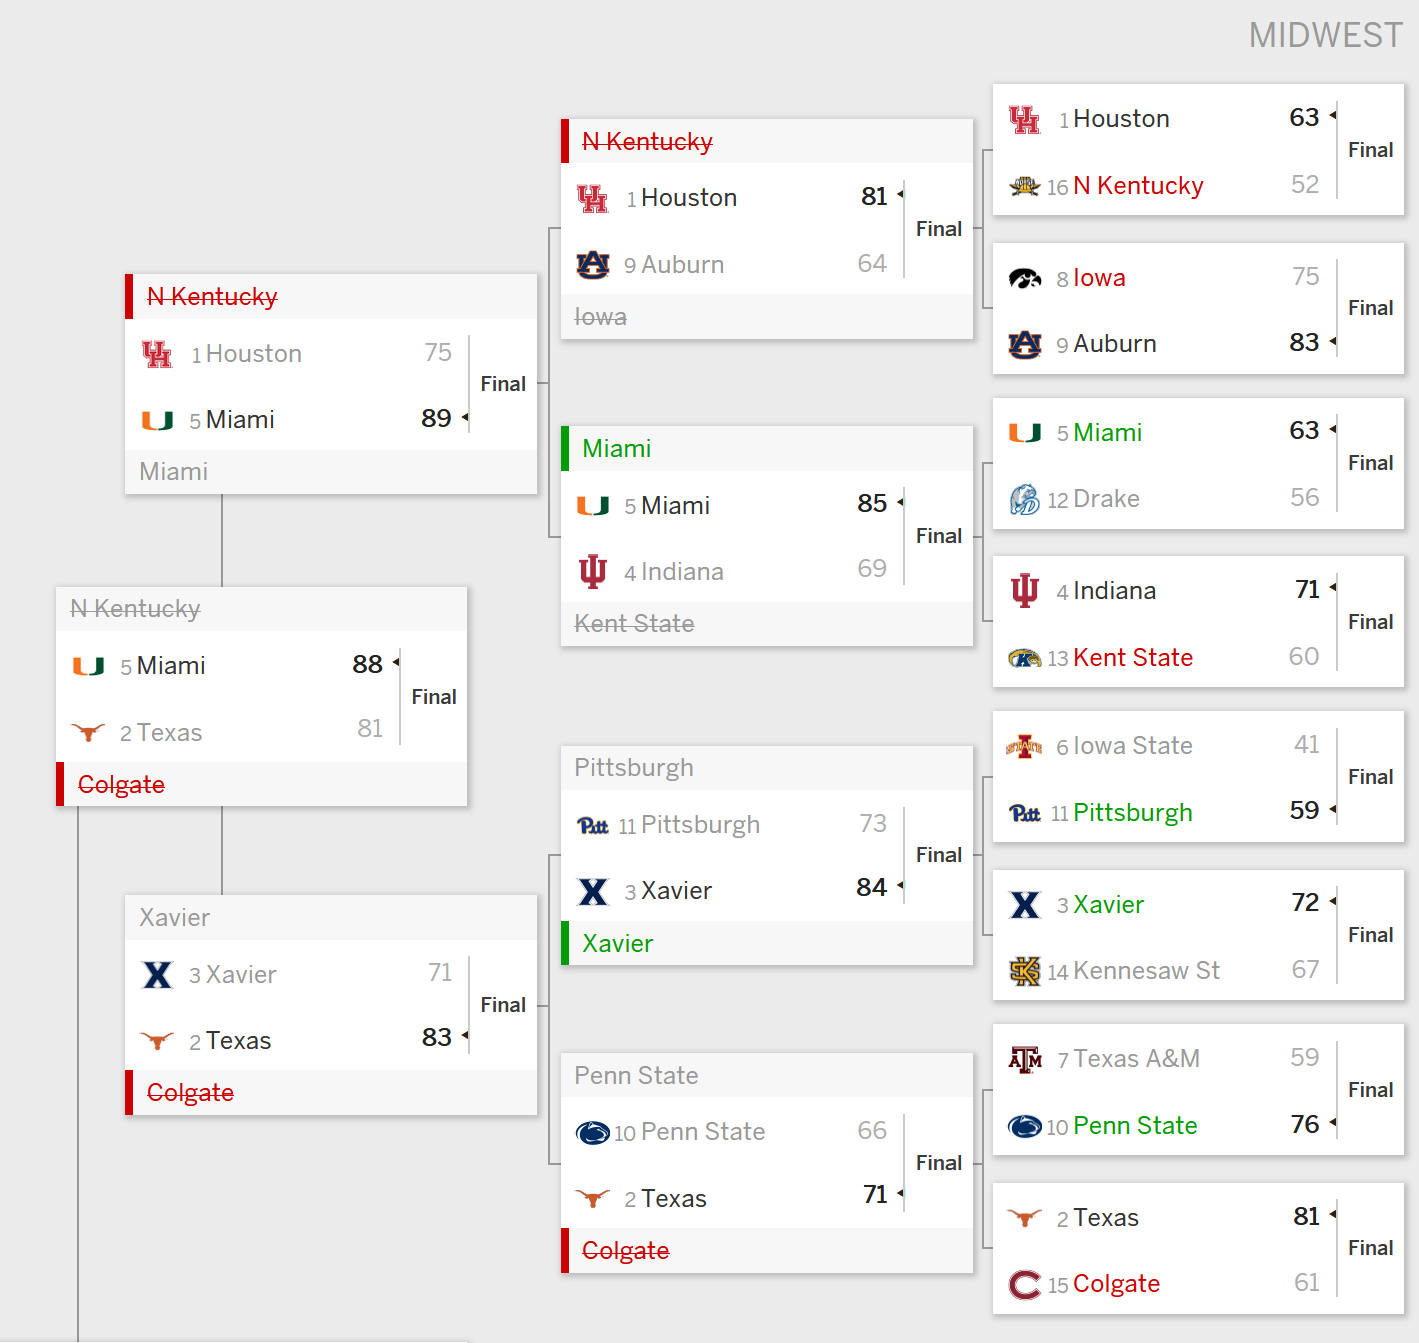 MIDWEST
N Kentucky
1 Houston 75
5 Miami 89
Final
Miami
N Kentucky
5 Miami 88
2 Texas 81
Final
Colgate
Xavier
3 Xavier 71
2 Texas 83
Final
Colgate
N Kentucky
1 Houston 81
9 Auburn 64
Final
Iowa
Miami
5 Miami 85
4 Indiana 69
Final
Kent State
Pittsburgh
Pitt 11 Pittsburgh 73
3 Xavier 84
Final
Xavier
Penn State
10 Penn State 66
2 Texas 71
Final
Colgate
1 Houston 63
16 N Kentucky 52
Final
8 Iowa 75
9 Auburn 83
Final
5 Miami 63
12 Drake 56
Final
4 Indiana 71
13 Kent State 60
Final
STATE 6 Iowa State 41
Pitt 11 Pittsburgh 59
Final
3 Xavier 72
14 Kennesaw St 67
Final
7 Texas A&M 59
10 Penn State 76
Final
2 Texas 81
15 Colgate 61
Final